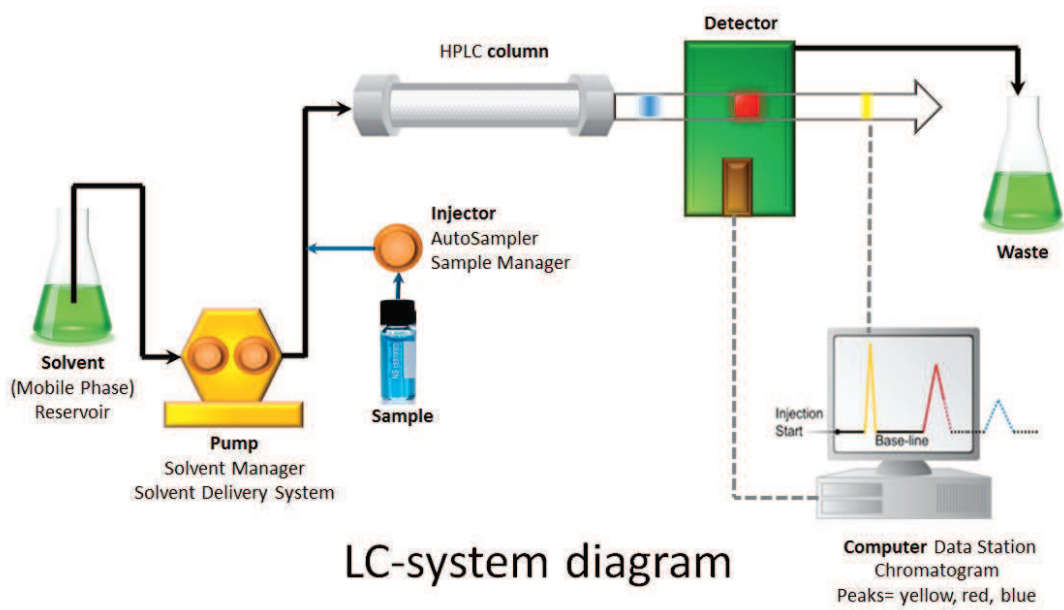 Detector
HPLC column
Injector
AutoSampler
Sample Manager
Waste
Solvent
(Mobile Phase)
Reservoir
Sample
Pump
Solvent Manager
Solvent Delivery System
Injection
Start
Base-line
LC-system diagram
Computer Data Station
Chromatogram
Peaks= yellow, red, blue